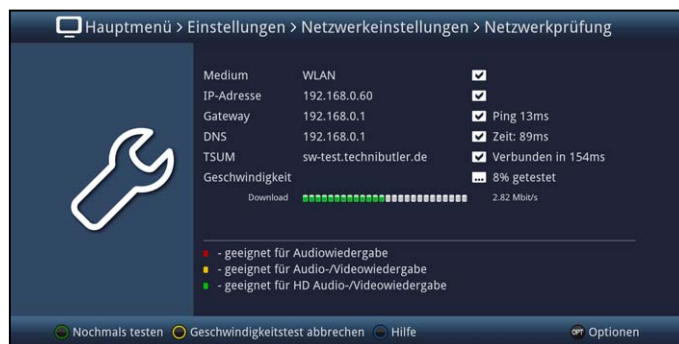 Hauptmenü > Einstellungen > Netzwerkeinstellungen > Netzwerkprüfung
Medium WLAN
IP-Adresse 192.168.0.60
Gateway 192.168.0.1 Ping 13ms
DNS 192.168.0.1 Zeit: 89ms
TSUM sw-test.technibutler.de Verbunden in 154ms
Geschwindigkeit ... 8% getestet
Download 2.82 Mbit/s
- geeignet für Audiowiedergabe
- geeignet für Audio-/Videowiedergabe
- geeignet für HD Audio-/Videowiedergabe
Nochmals testen Geschwindigkeitstest abbrechen Hilfe OPT Optionen